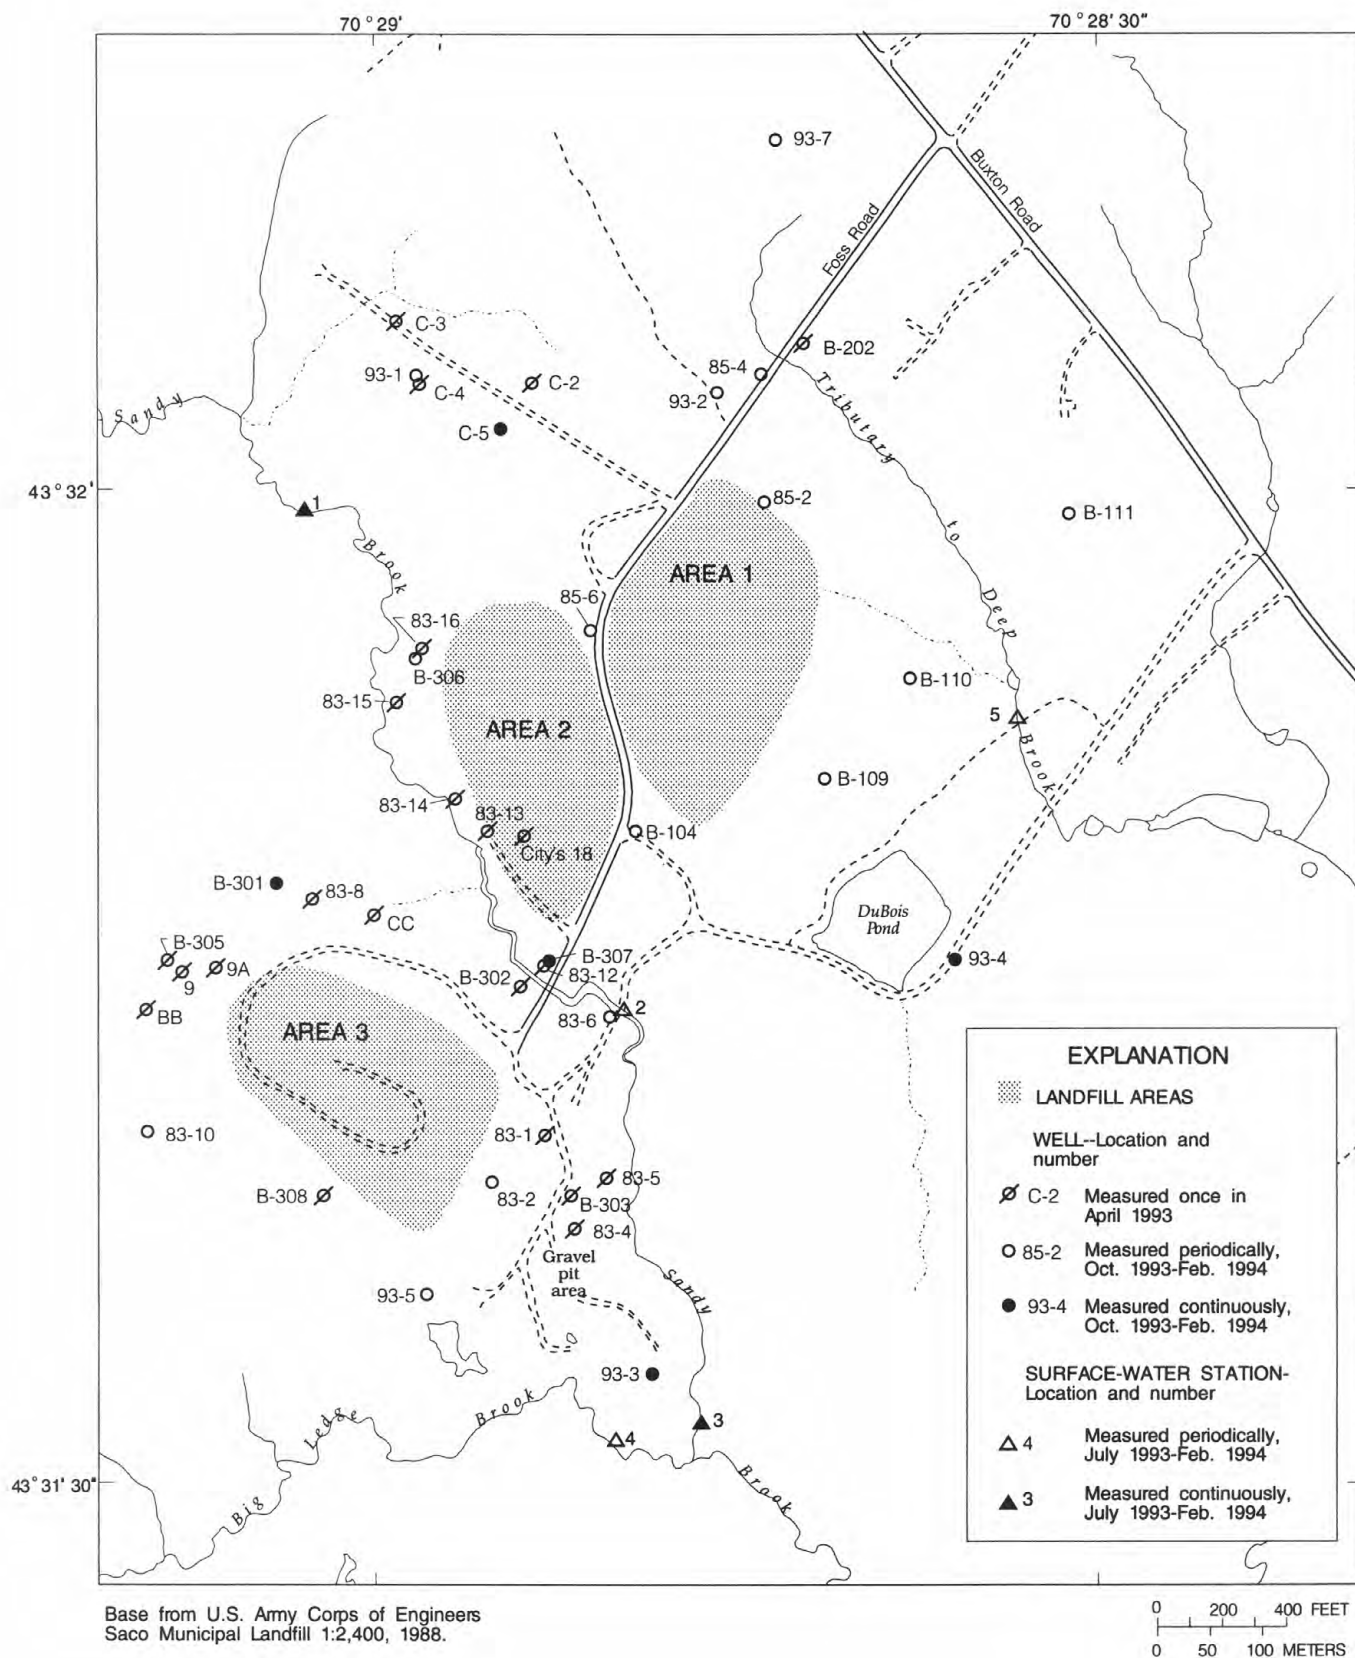 70°29'
70°28'30"
93-7
Buxton Road
Foss Road
C-3
B-202
85-4
93-1
C-4
C-2
93-2
Sandy
Tributary
C-5
43°32'
85-2
1
B-111
to
Brook
AREA 1
85-6
Deep
83-16
B-306
B-110
83-15
5
AREA 2
Brook
B-109
83-14
83-13
B-104
City's 18
B-301
83-8
CC
DuBois
Pond
B-305
9A
9
B-307
83-12
B-302
93-4
BB
2
83-6
AREA 3
83-10
83-1
83-5
83-2
B-303
B-308
83-4
Gravel
pit
area
Sandy
93-5
93-3
Brook
3
Ledge
4
Brook
43°31'30"
Big
EXPLANATION
LANDFILL AREAS
WELL--Location and
number
C-2 Measured once in
April 1993
85-2 Measured periodically,
Oct. 1993-Feb. 1994
93-4 Measured continuously,
Oct. 1993-Feb. 1994
SURFACE-WATER STATION-
Location and number
4 Measured periodically,
July 1993-Feb. 1994
3 Measured continuously,
July 1993-Feb. 1994
Base from U.S. Army Corps of Engineers
Saco Municipal Landfill 1:2,400, 1988.
0 200 400 FEET
0 50 100 METERS